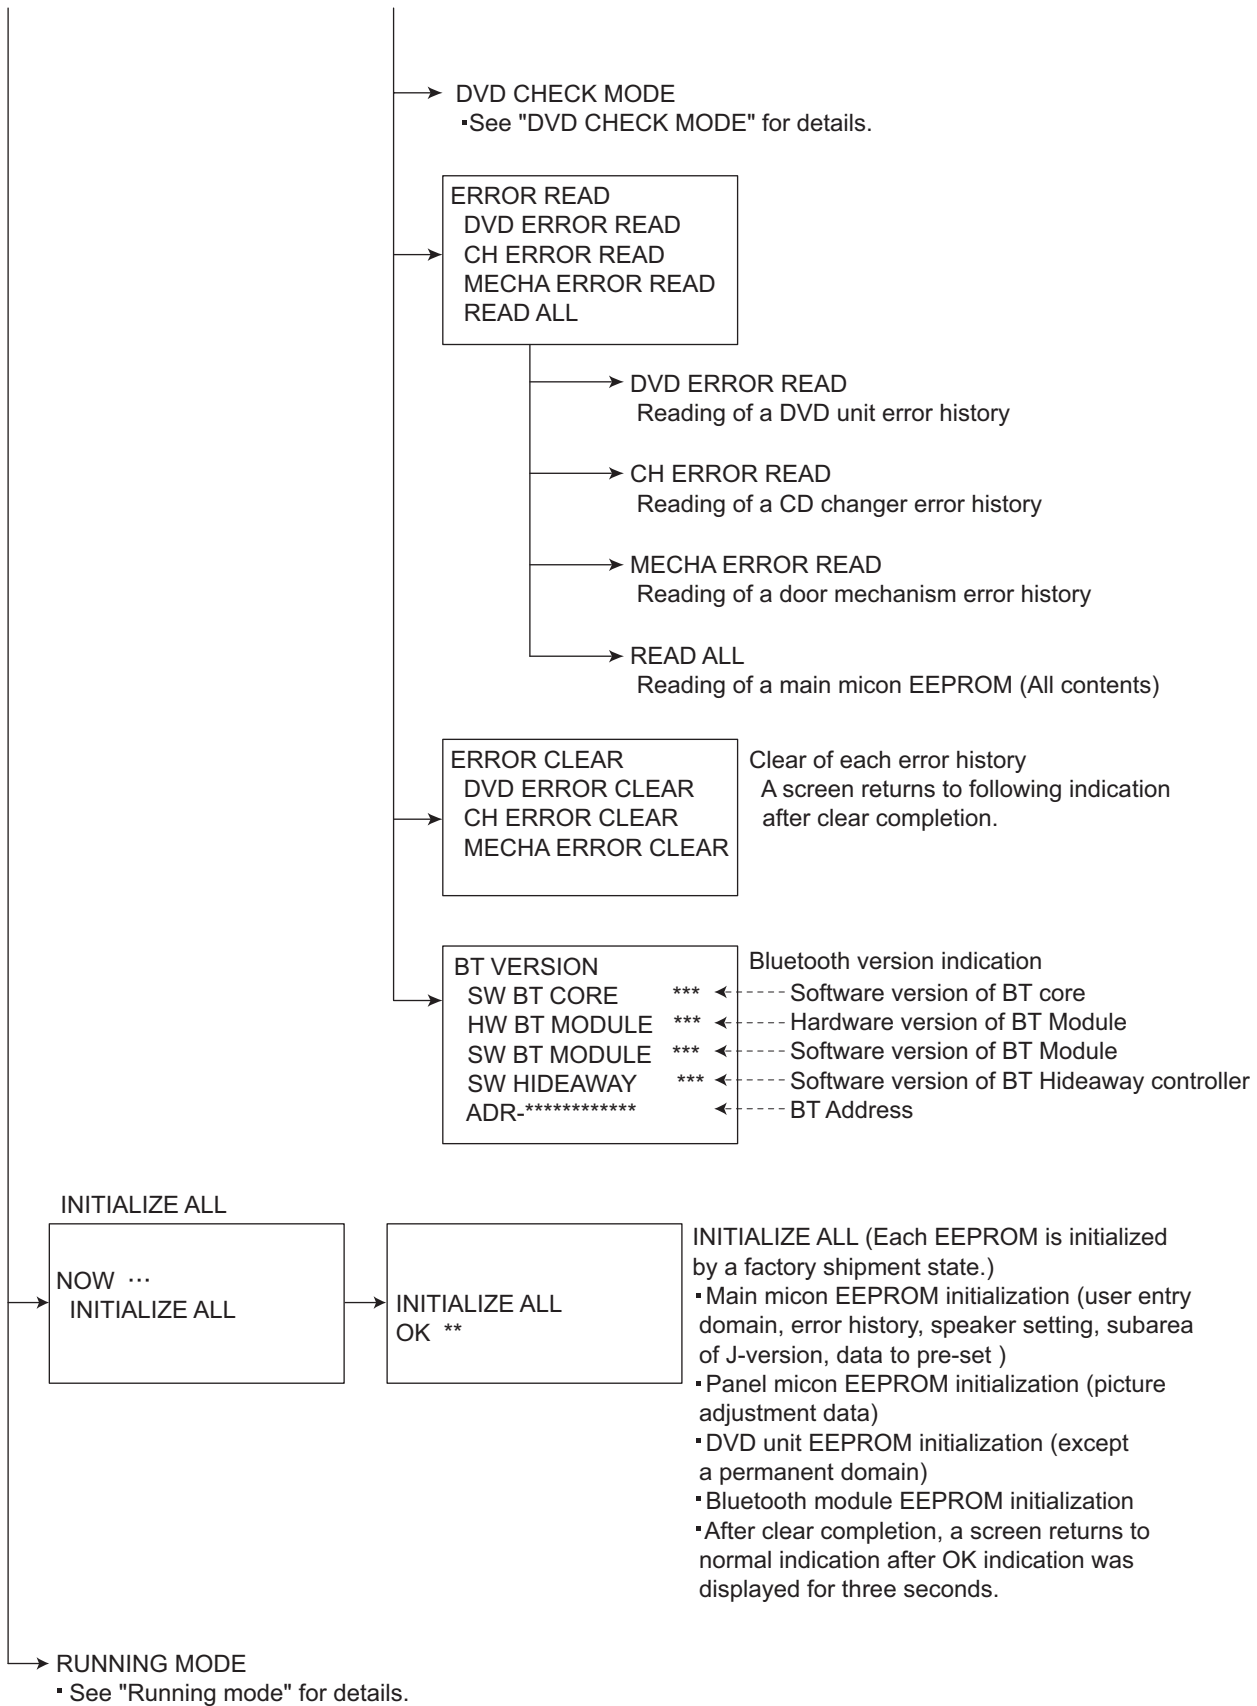 DVD CHECK MODE
▪See "DVD CHECK MODE" for details.
ERROR READ
DVD ERROR READ
CH ERROR READ
MECHA ERROR READ
READ ALL
DVD ERROR READ
Reading of a DVD unit error history
CH ERROR READ
Reading of a CD changer error history
MECHA ERROR READ
Reading of a door mechanism error history
READ ALL
Reading of a main micon EEPROM (All contents)
ERROR CLEAR
DVD ERROR CLEAR
CH ERROR CLEAR
MECHA ERROR CLEAR
Clear of each error history
A screen returns to following indication
after clear completion.
BT VERSION
Bluetooth version indication
SW BT CORE *** Software version of BT core
HW BT MODULE *** Hardware version of BT Module
SW BT MODULE *** Software version of BT Module
SW HIDEAWAY *** Software version of BT Hideaway controller
ADR-************ BT Address
INITIALIZE ALL
NOW ···
INITIALIZE ALL
INITIALIZE ALL
OK **
INITIALIZE ALL (Each EEPROM is initialized
by a factory shipment state.)
▪Main micon EEPROM initialization (user entry
domain, error history, speaker setting, subarea
of J-version, data to pre-set )
▪Panel micon EEPROM initialization (picture
adjustment data)
▪DVD unit EEPROM initialization (except
a permanent domain)
▪Bluetooth module EEPROM initialization
▪After clear completion, a screen returns to
normal indication after OK indication was
displayed for three seconds.
RUNNING MODE
▪ See "Running mode" for details.